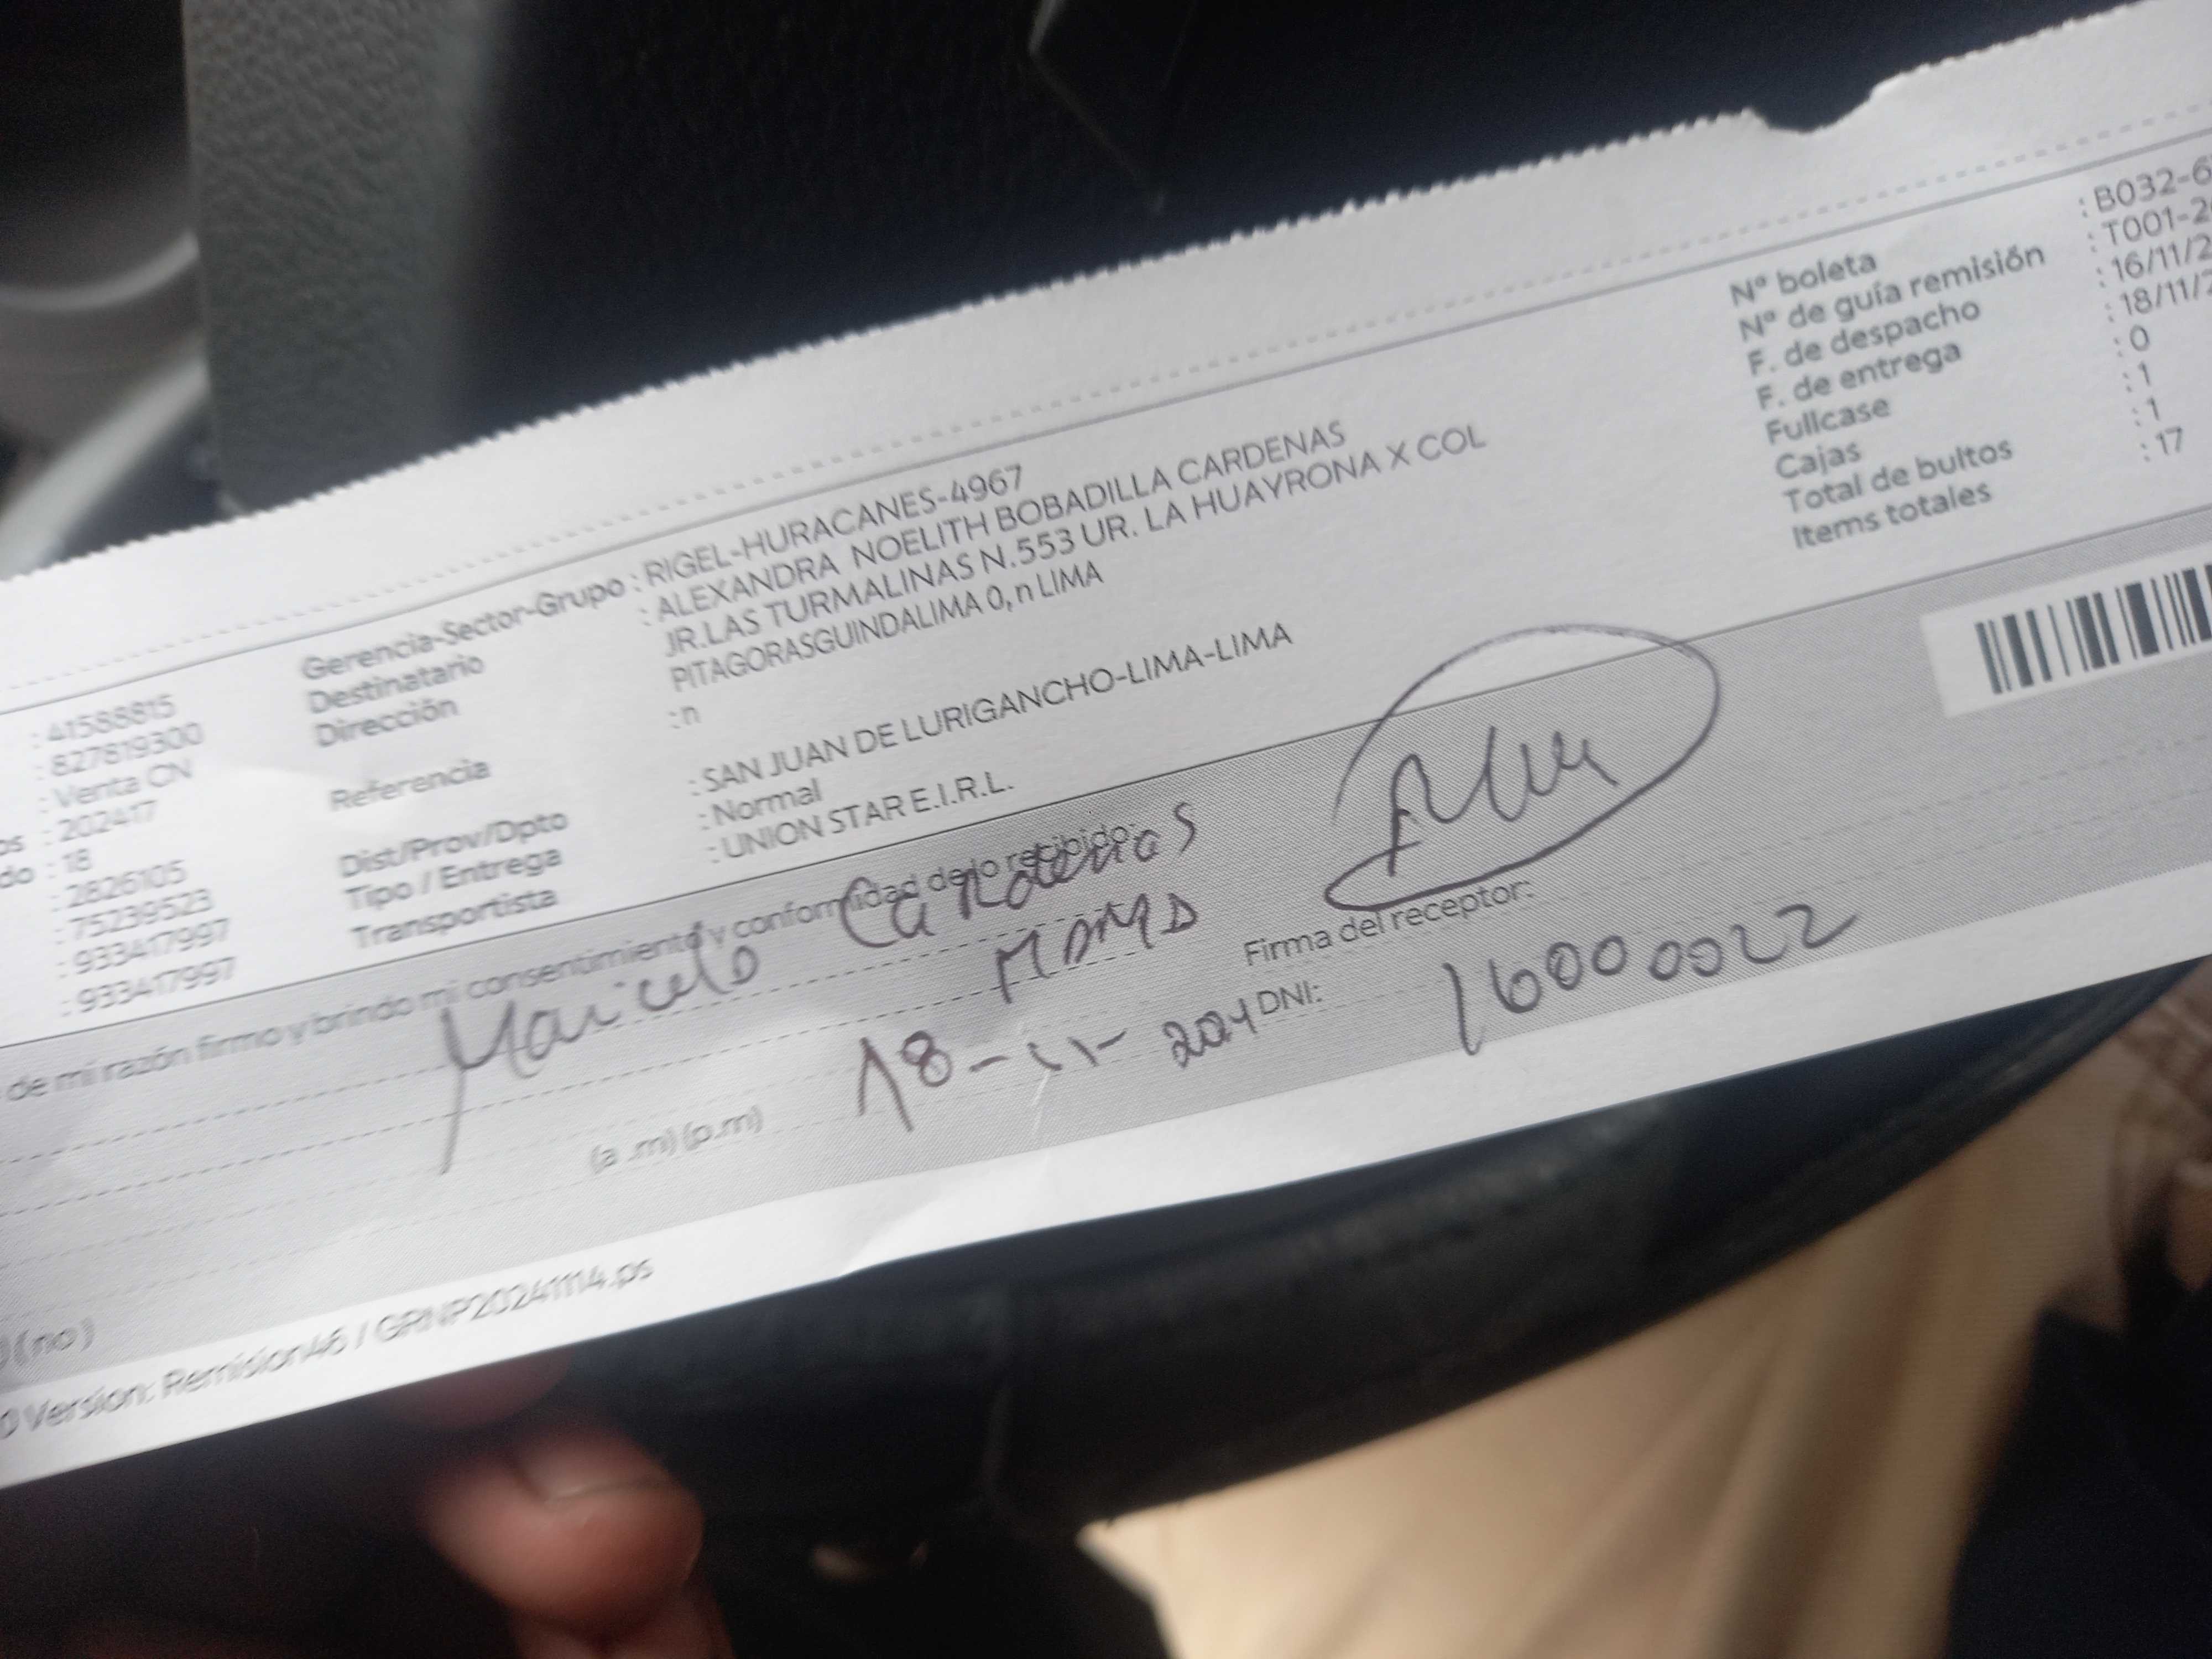 : 41588815
: 827819300
: Venta CN
os : 202417
do : 18
: 2826105
: 75239523
: 933417997
: 933417997
Gerencia-Sector-Grupo : RIGEL-HURACANES-4967
Destinatario : ALEXANDRA NOELITH BOBADILLA CARDENAS
Dirección JR.LAS TURMALINAS N.553 UR. LA HUAYRONA X COL
PITAGORASGUINDALIMA 0, n LIMA
Referencia : n
Dist/Prov/Dpto : SAN JUAN DE LURIGANCHO-LIMA-LIMA
Tipo / Entrega : Normal
Transportista : UNION STAR E.I.R.L.
Nº boleta : B032-6
Nº de guía remisión : T001-2
F. de despacho : 16/11/2
F. de entrega : 18/11/2
Fullcase : 0
Cajas : 1
Total de bultos : 1
Items totales : 17
de mi razón firmo y brindo mi consentimiento y conformidad de lo recibido:
Cardenas
Firma del receptor:
(a .m) (p.m) 18-11-2024 DNI: 16000022
) ( no )
0 Version: Remision46 / GRNP20241114.ps